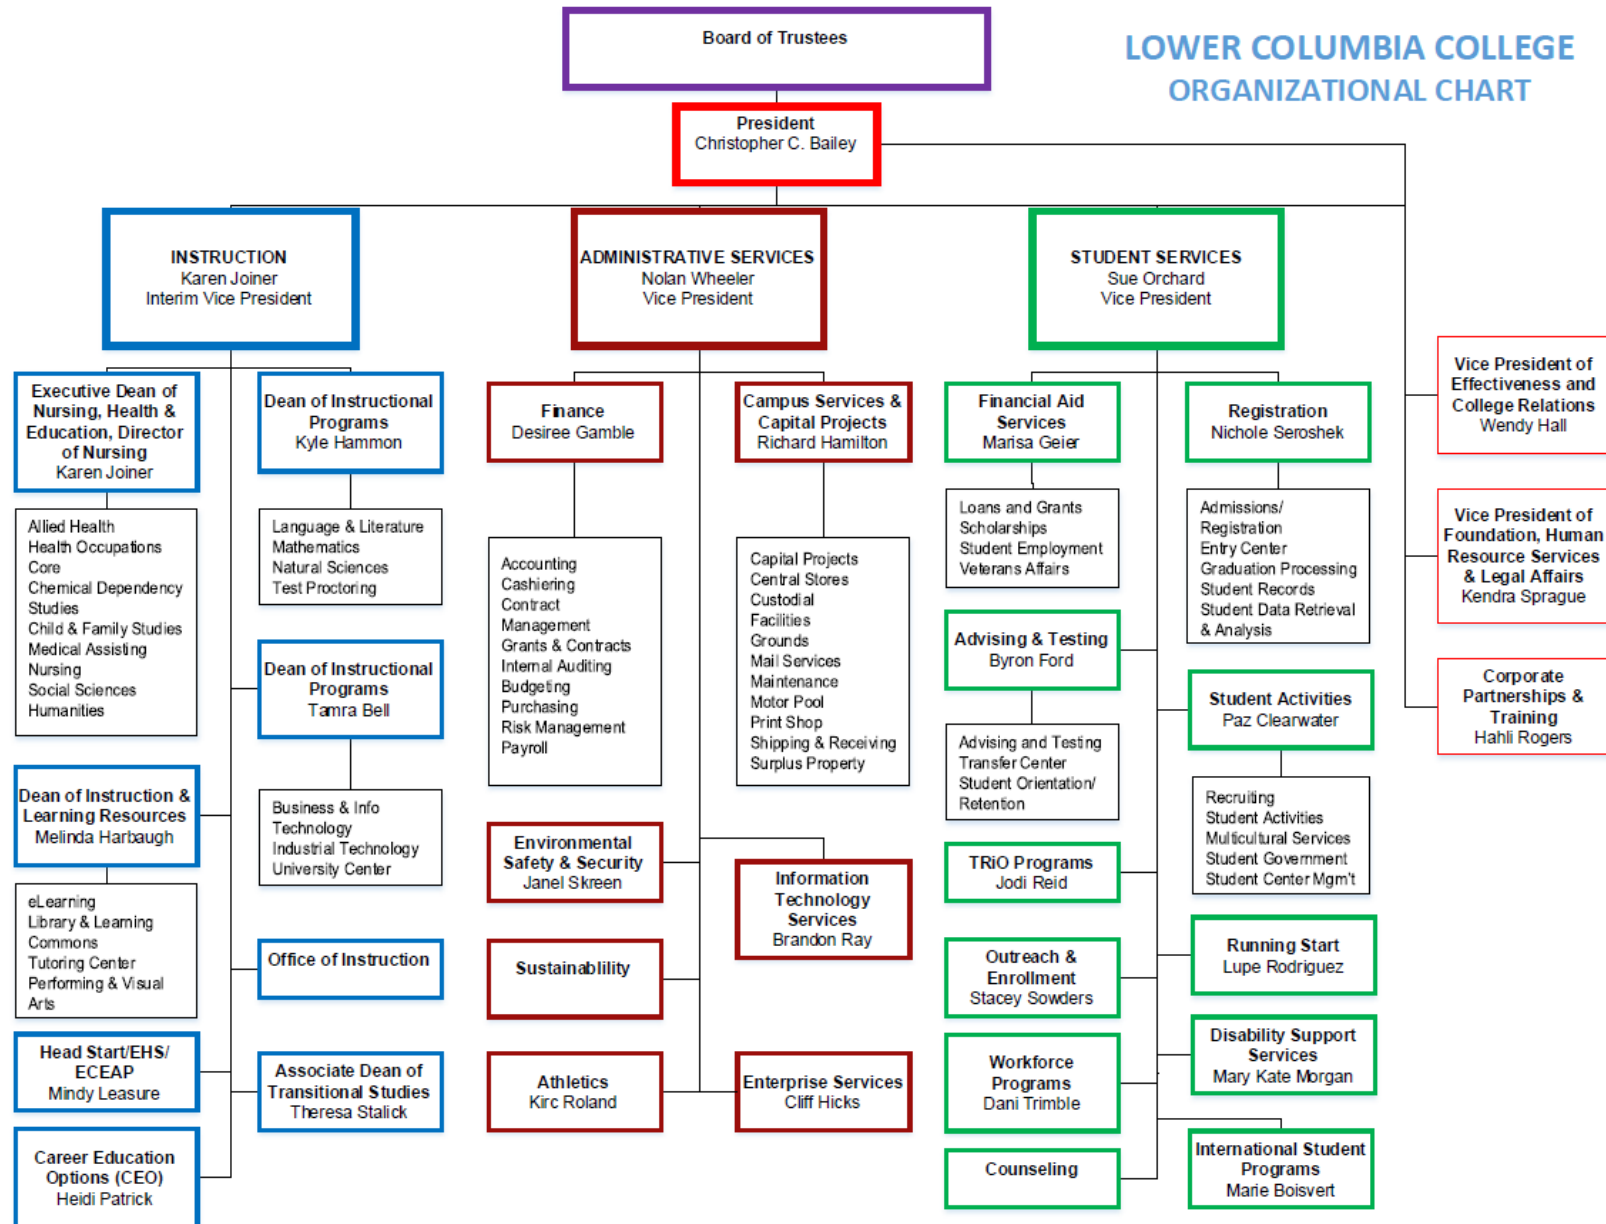 Board of Trustees
LOWER COLUMBIA COLLEGE
ORGANIZATIONAL CHART
President
Christopher C. Bailey
INSTRUCTION
Karen Joiner
Interim Vice President
ADMINISTRATIVE SERVICES
Nolan Wheeler
Vice President
STUDENT SERVICES
Sue Orchard
Vice President
Vice President of
Effectiveness and
College Relations
Wendy Hall
Vice President of
Foundation, Human
Resource Services
& Legal Affairs
Kendra Sprague
Corporate
Partnerships &
Training
Hahli Rogers
Executive Dean of
Nursing, Health &
Education, Director
of Nursing
Karen Joiner
Allied Health
Health Occupations
Core
Chemical Dependency
Studies
Child & Family Studies
Medical Assisting
Nursing
Social Sciences
Humanities
Dean of Instruction &
Learning Resources
Melinda Harbaugh
eLearning
Library & Learning
Commons
Tutoring Center
Performing & Visual
Arts
Head Start/EHS/
ECEAP
Mindy Leasure
Career Education
Options (CEO)
Heidi Patrick
Dean of Instructional
Programs
Kyle Hammon
Language & Literature
Mathematics
Natural Sciences
Test Proctoring
Dean of Instructional
Programs
Tamra Bell
Business & Info
Technology
Industrial Technology
University Center
Office of Instruction
Associate Dean of
Transitional Studies
Theresa Stalick
Finance
Desiree Gamble
Accounting
Cashiering
Contract
Management
Grants & Contracts
Internal Auditing
Budgeting
Purchasing
Risk Management
Payroll
Environmental
Safety & Security
Janel Skreen
Sustainablility
Athletics
Kirc Roland
Campus Services &
Capital Projects
Richard Hamilton
Capital Projects
Central Stores
Custodial
Facilities
Grounds
Mail Services
Maintenance
Motor Pool
Print Shop
Shipping & Receiving
Surplus Property
Information
Technology
Services
Brandon Ray
Enterprise Services
Cliff Hicks
Financial Aid
Services
Marisa Geier
Loans and Grants
Scholarships
Student Employment
Veterans Affairs
Advising & Testing
Byron Ford
Advising and Testing
Transfer Center
Student Orientation/
Retention
TRiO Programs
Jodi Reid
Outreach &
Enrollment
Stacey Sowders
Workforce
Programs
Dani Trimble
Counseling
Registration
Nichole Seroshek
Admissions/
Registration
Entry Center
Graduation Processing
Student Records
Student Data Retrieval
& Analysis
Student Activities
Paz Clearwater
Recruiting
Student Activities
Multicultural Services
Student Government
Student Center Mgm't
Running Start
Lupe Rodriguez
Disability Support
Services
Mary Kate Morgan
International Student
Programs
Marie Boisvert